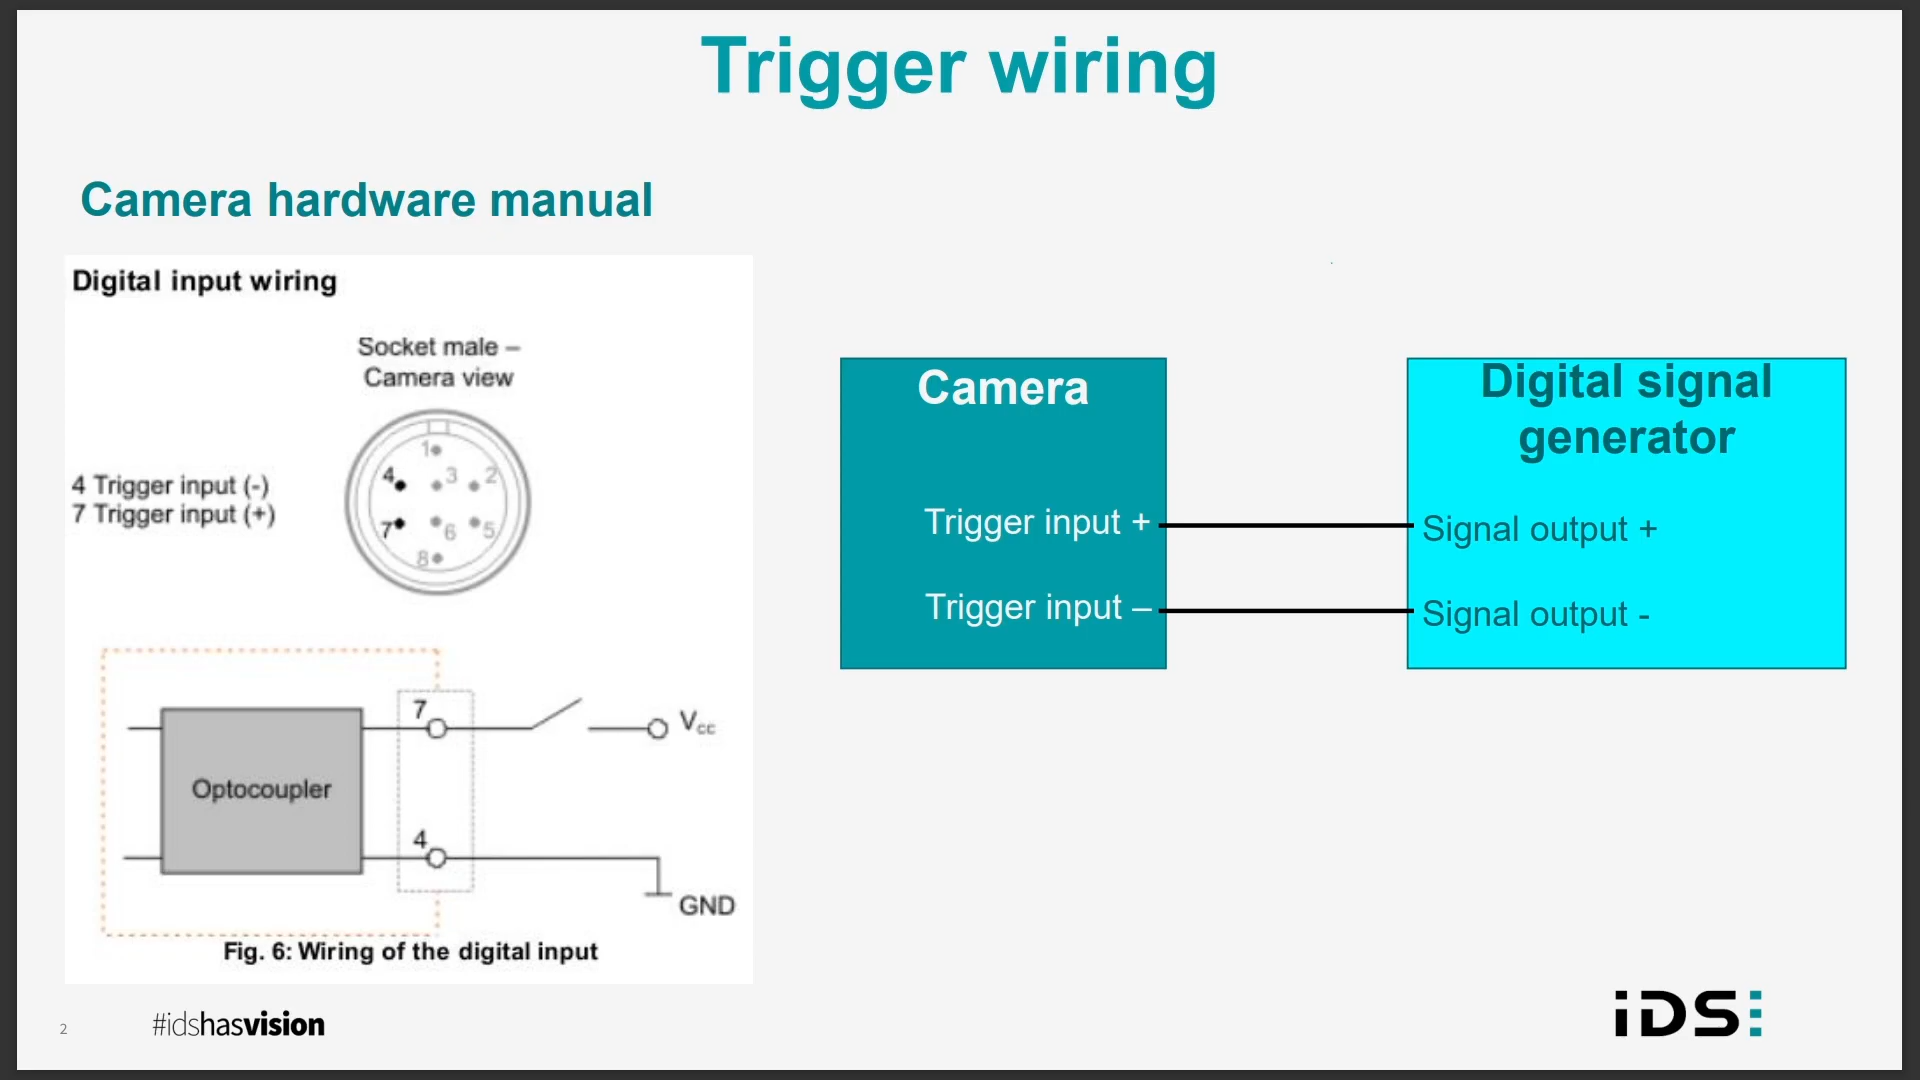 Trigger wiring
Camera hardware manual
Digital input wiring
Socket male –
Camera view
1
4
3
2
4 Trigger input (-)
7 Trigger input (+)
7
6
5
8
7
Vcc
Optocoupler
4
GND
Fig. 6: Wiring of the digital input
Camera
Trigger input +
Trigger input –
Digital signal
generator
Signal output +
Signal output -
2
#idshasvision
iDS